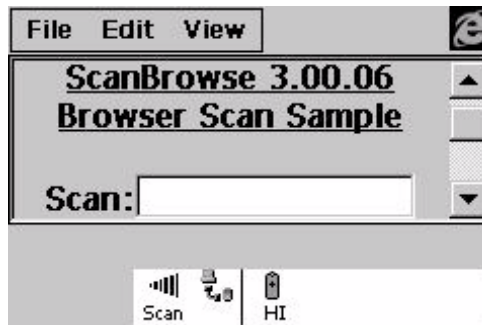 File Edit View
ScanBrowse 3.00.06
Browser Scan Sample
Scan:
Scan HI